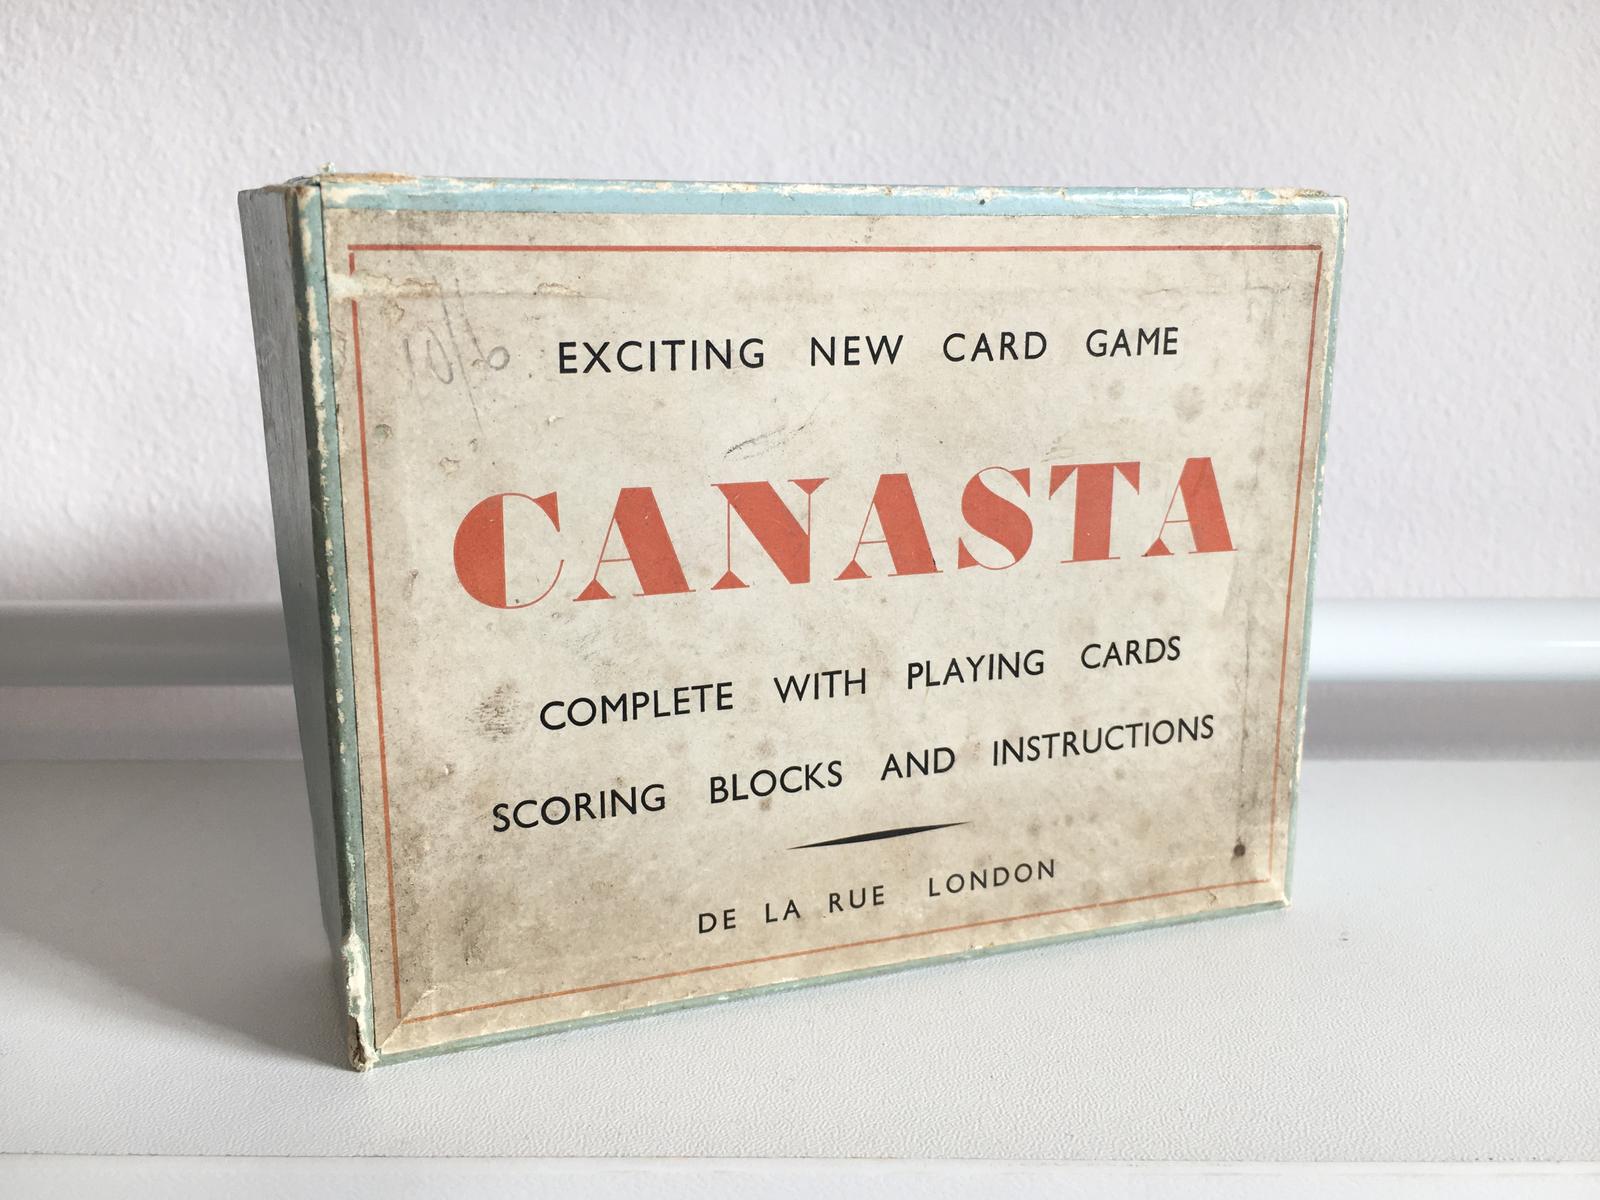 EXCITING NEW CARD GAME
CANASTA
COMPLETE WITH PLAYING CARDS
SCORING BLOCKS AND INSTRUCTIONS
DE LA RUE LONDON